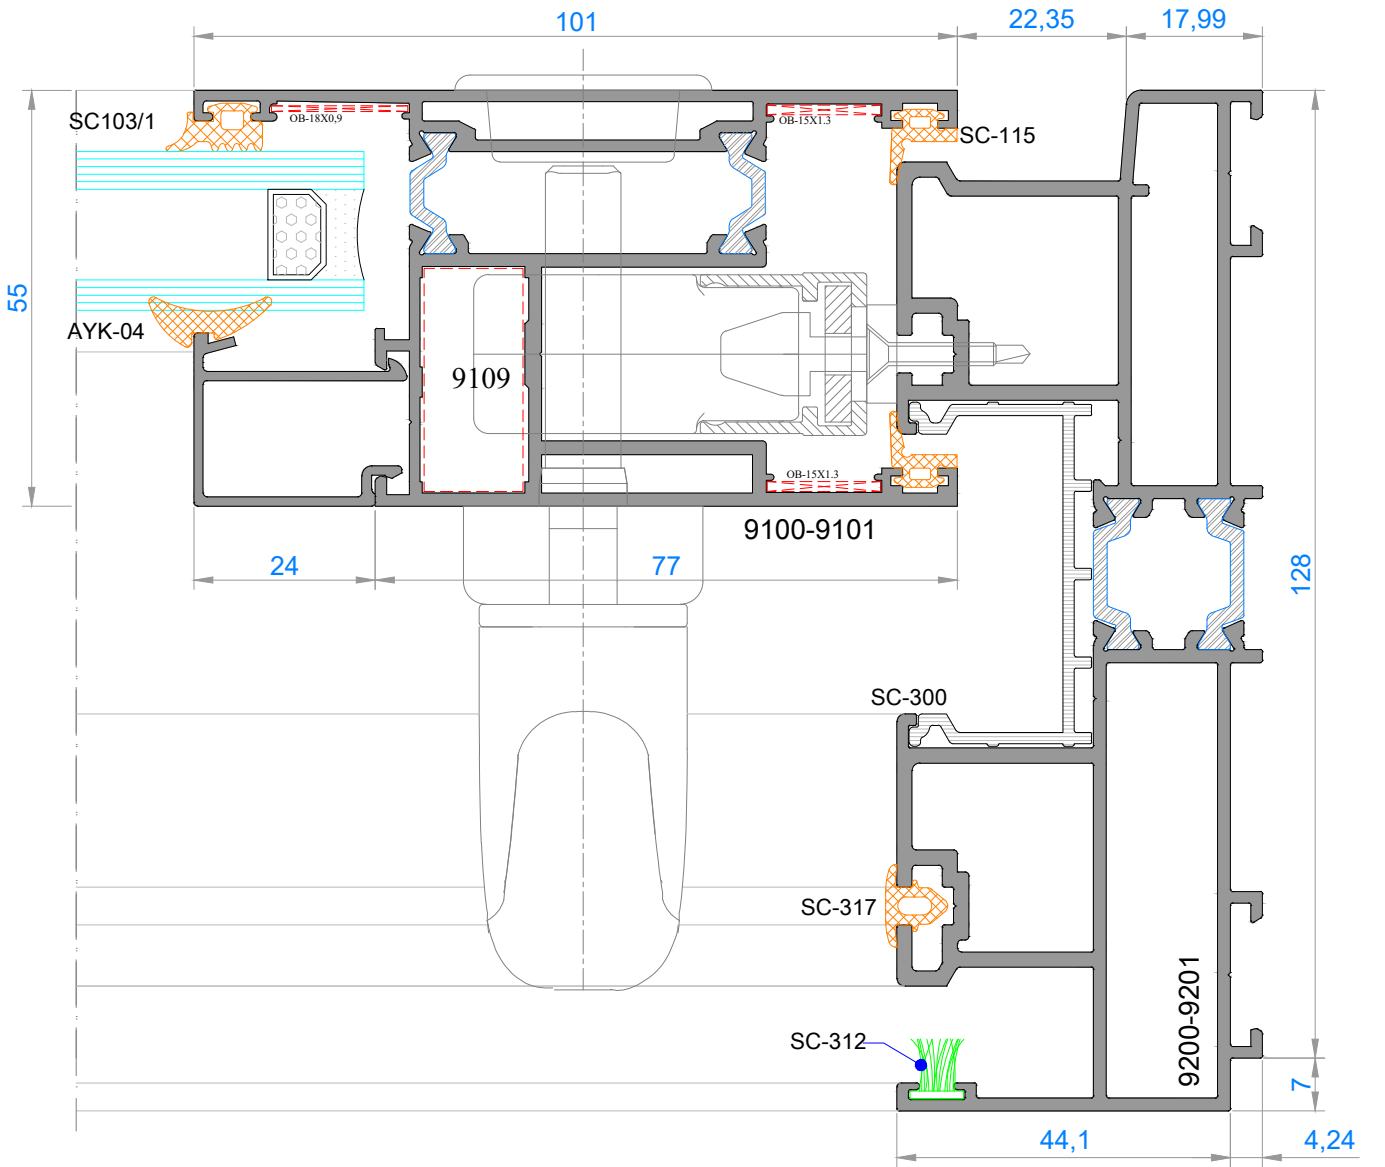 101
22,35
17,99
SC103/1
OB-18X0,9
OB-15X1.3
SC-115
55
AYK-04
9109
OB-15X1.3
9100-9101
24
77
128
SC-300
SC-317
9200-9201
SC-312
7
44,1
4,24